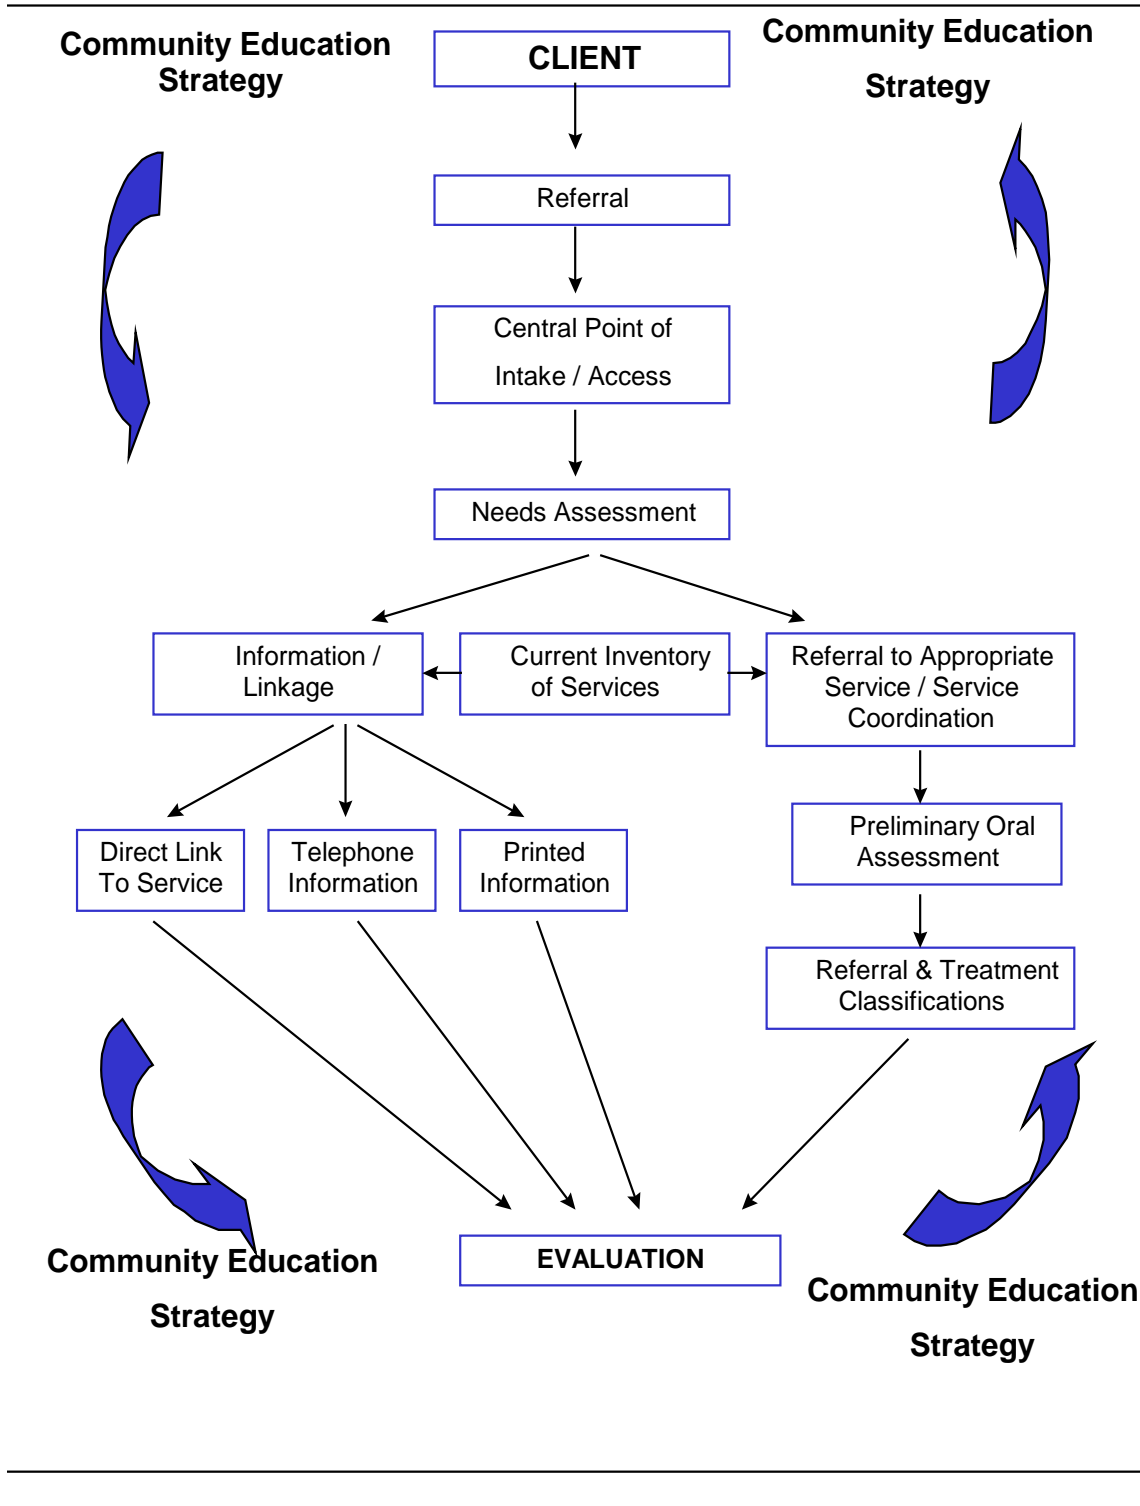 Community Education
Strategy
CLIENT
Community Education
Strategy
Referral
Central Point of
Intake / Access
Needs Assessment
Information /
Linkage
Current Inventory
of Services
Referral to Appropriate
Service / Service
Coordination
Direct Link
To Service
Telephone
Information
Printed
Information
Preliminary Oral
Assessment
Referral & Treatment
Classifications
Community Education
Strategy
EVALUATION
Community Education
Strategy